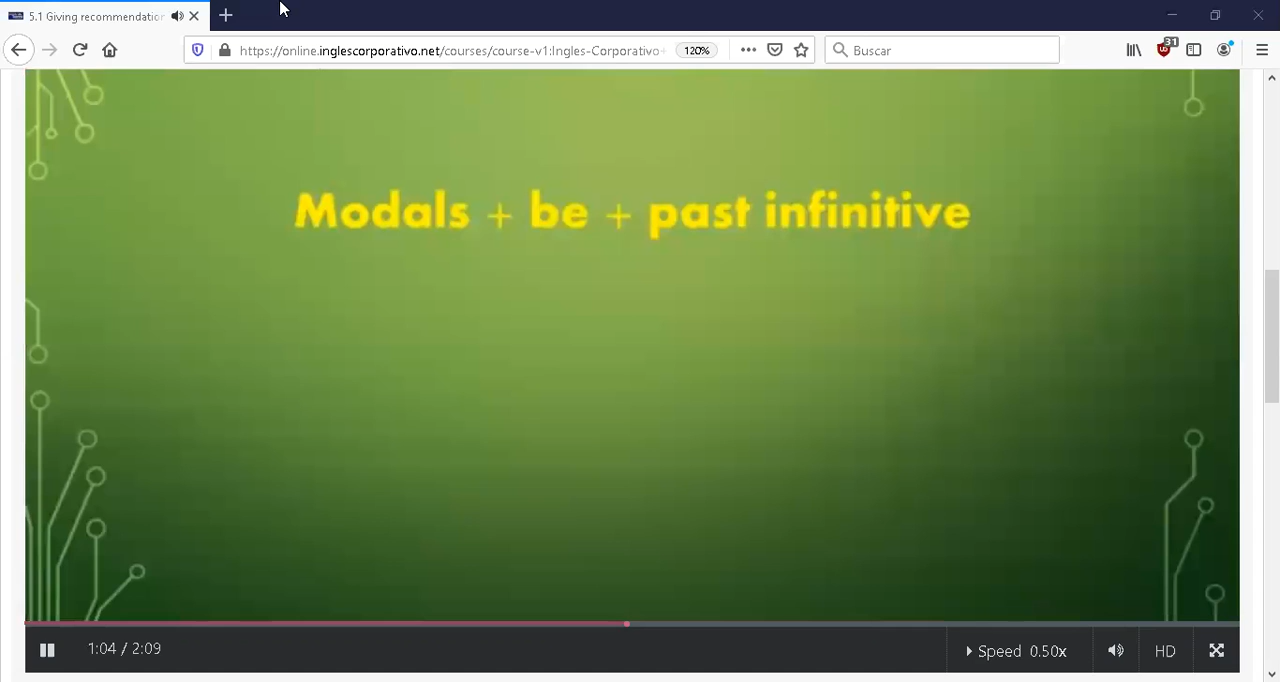 5.1 Giving recommendation
https://online.inglescorporativo.net/courses/course-v1:Ingles-Corporativo+
120%
Buscar
31
Modals + be + past infinitive
1:04 / 2:09
Speed 0.50x
HD